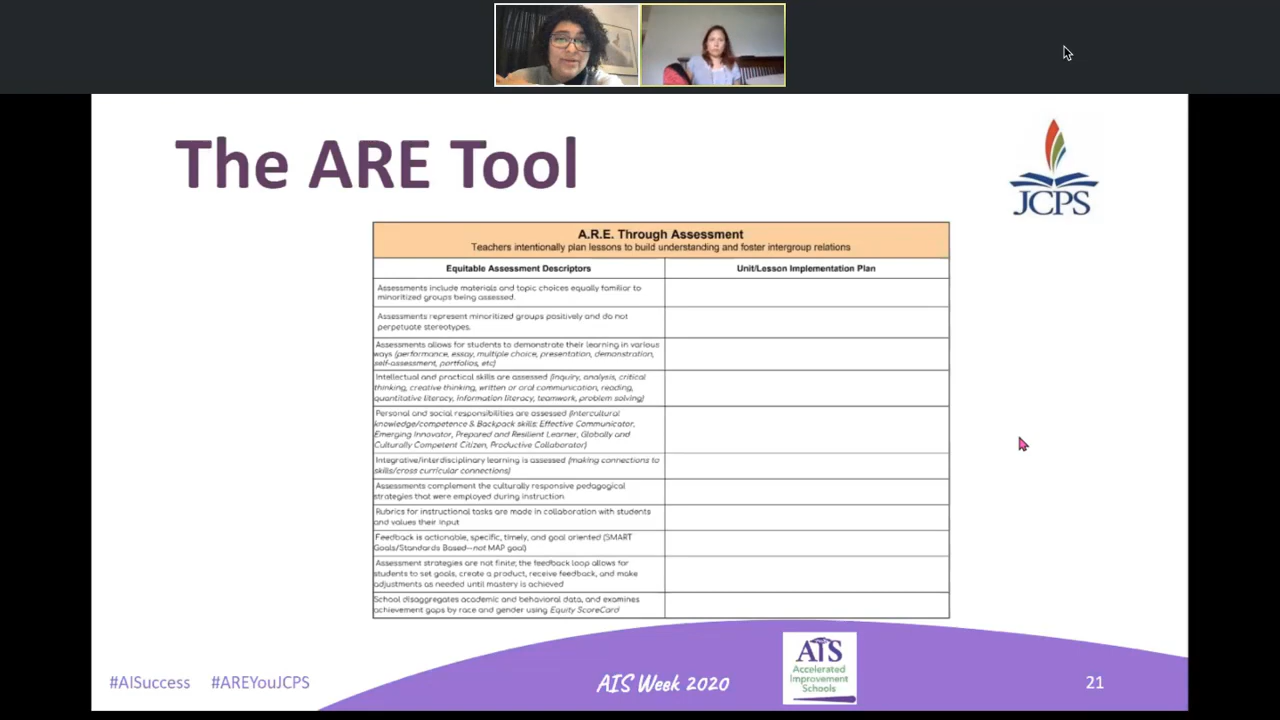 The ARE Tool
JCPS
A.R.E. Through Assessment
Teachers intentionally plan lessons to build understanding and foster intergroup relations
Equitable Assessment Descriptors
Unit/Lesson Implementation Plan
Assessments include materials and topic choices equally familiar to
minoritized groups being assessed.
Assessments represent minoritized groups positively and do not
perpetuate stereotypes.
Assessments allows for students to demonstrate their learning in various
ways (performance, essay, multiple choice, presentation, demonstration,
self-assessment, portfolios, etc)
Intellectual and practical skills are assessed (inquiry, analysis, critical
thinking, creative thinking, written or oral communication, reading,
quantitative literacy, information literacy, teamwork, problem solving)
Personal and social responsibilities are assessed (Intercultural
knowledge/competence & Backpack skills: Effective Communicator,
Emerging Innovator, Prepared and Resilient Learner, Globally and
Culturally Competent Citizen, Productive Collaborator)
Integrative/interdisciplinary learning is assessed (making connections to
skills/cross curricular connections)
Assessments complement the culturally responsive pedagogical
strategies that were employed during instruction
Rubrics for instructional tasks are made in collaboration with students
and values their input
Feedback is actionable, specific, timely, and goal oriented (SMART
Goals/Standards Based--not MAP goal)
Assessment strategies are not finite; the feedback loop allows for
students to set goals, create a product, receive feedback, and make
adjustments as needed until mastery is achieved
School disaggregates academic and behavioral data, and examines
achievement gaps by race and gender using Equity ScoreCard
#AISuccess #AREYouJCPS
AIS Week 2020
AIS
Accelerated
Improvement
Schools
21